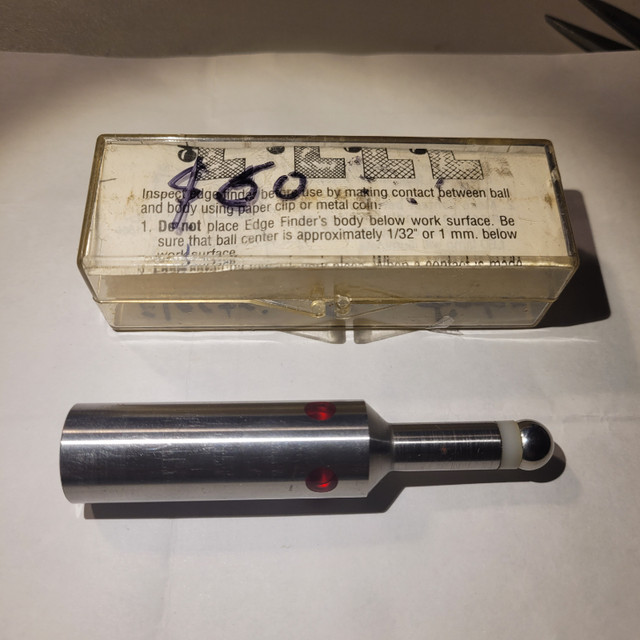 $60
Inspect Edge Finder before use by making contact between ball
and body using paper clip or metal coin.
1. Do not place Edge Finder's body below work surface. Be
sure that ball center is approximately 1/32" or 1 mm. below
work surface.
When a contact is made